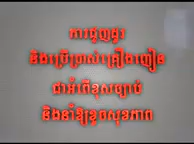 ការជួញដូរ
និងប្រើប្រាស់គ្រឿងញៀន
ជាអំពើខុសច្បាប់
និងនាំឱ្យខូចសុខភាព